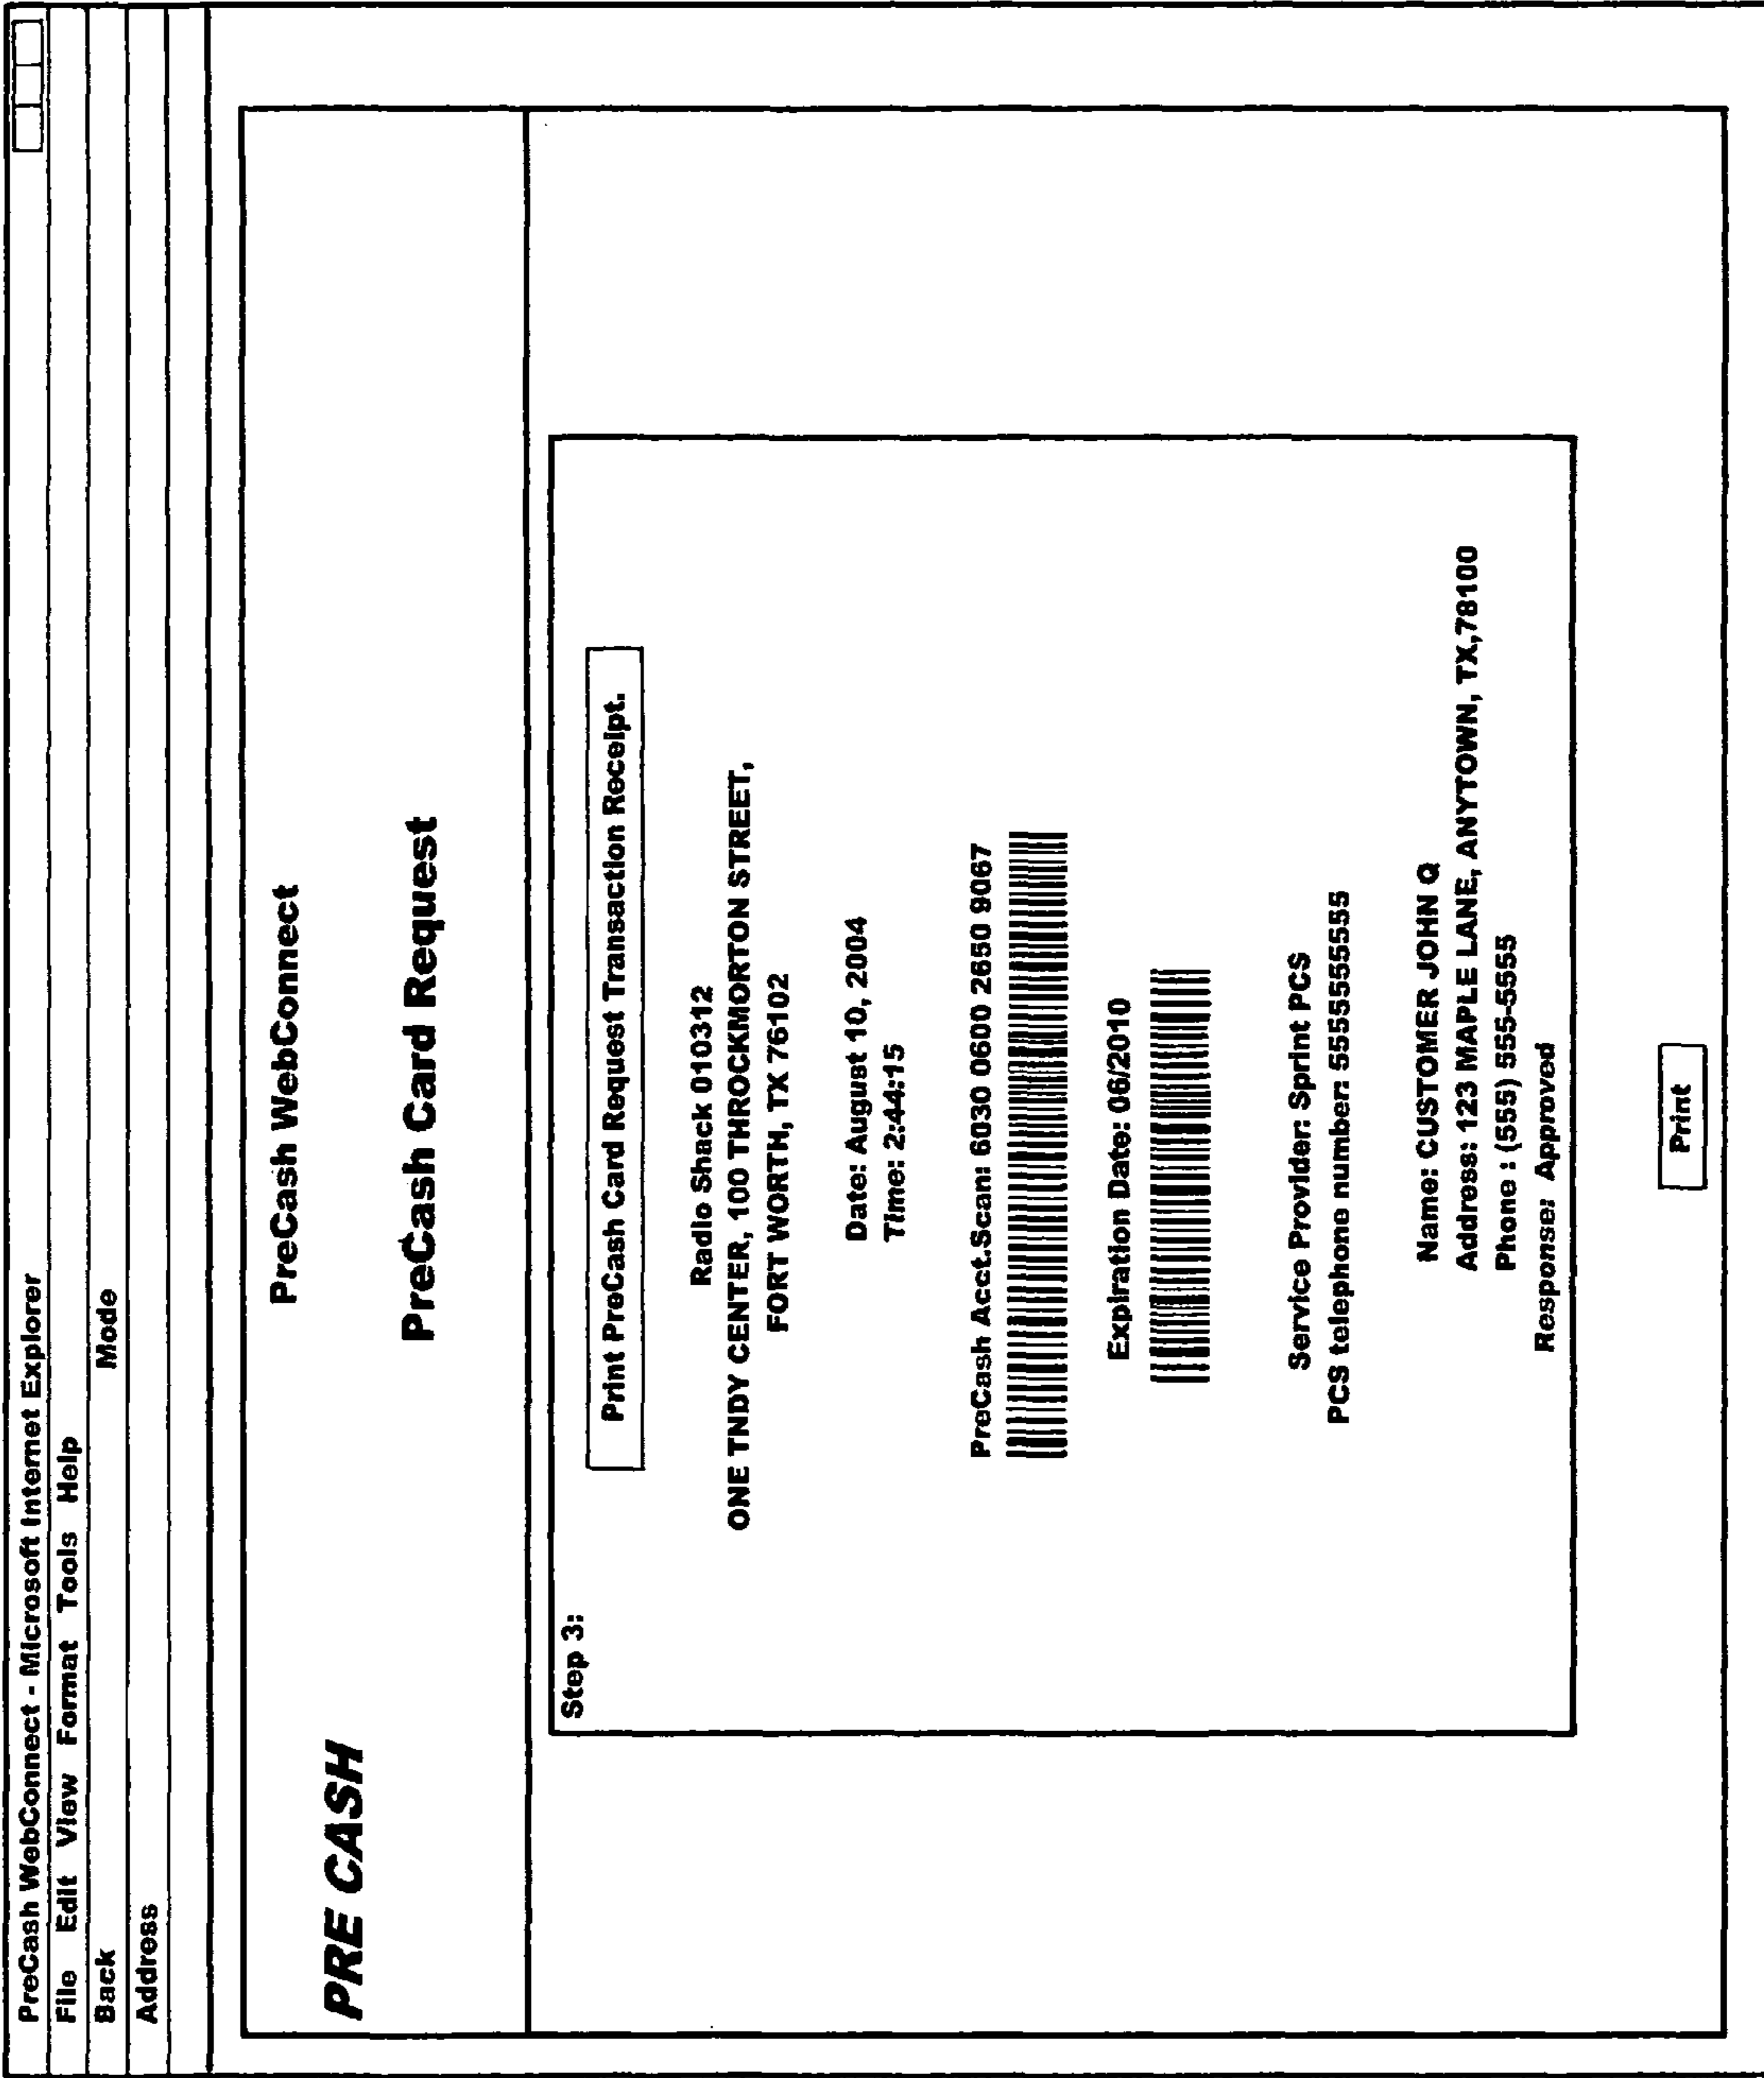 PreCash WebConnect - Microsoft Internet Explorer
File Edit View Format Tools Help
Back Mode
Address
PreCash WebConnect
PRE CASH
PreCash Card Request
Step 3:
Print PreCash Card Request Transaction Receipt.
Radio Shack 010312
ONE TNDY CENTER, 100 THROCKMORTON STREET,
FORT WORTH, TX 76102
Date: August 10, 2004
Time: 2:44:15
PreCash Acct.Scan: 6030 0600 2650 9067
Expiration Date: 06/2010
Service Provider: Sprint PCS
PCS telephone number: 5555555555
Name: CUSTOMER JOHN Q
Address: 123 MAPLE LANE, ANYTOWN, TX,78100
Phone : (555) 555-5555
Response: Approved
Print